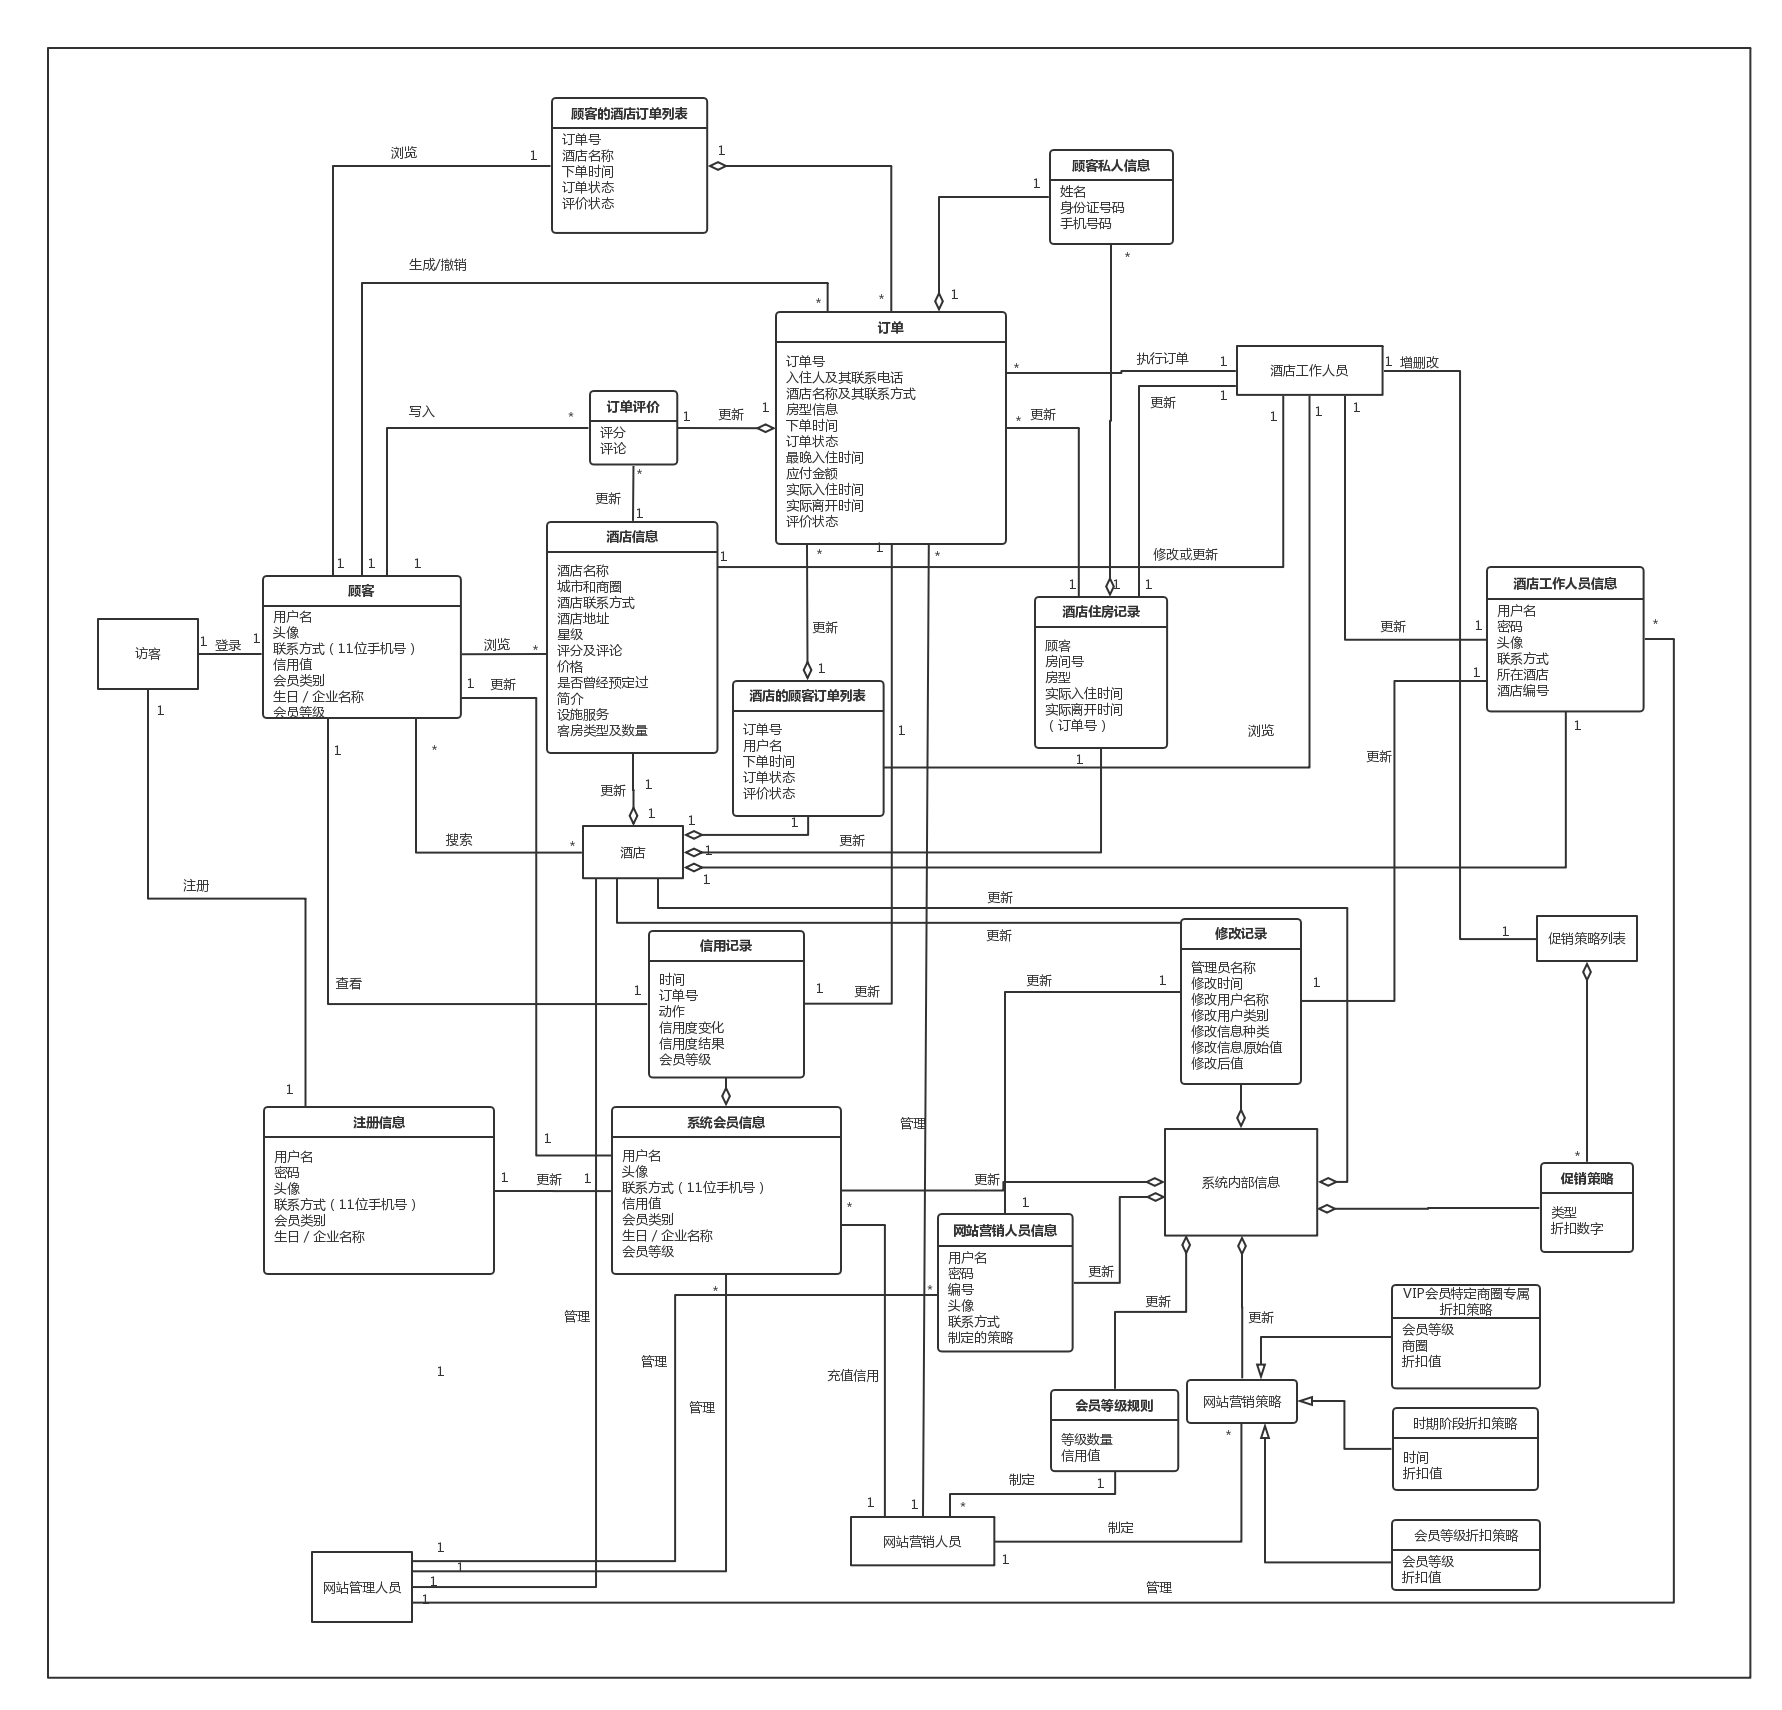 顾客的酒店订单列表
订单号
酒店名称
下单时间
订单状态
评价状态
浏览
1
1
顾客私人信息
姓名
身份证号码
手机号码
1
*
生成/撤销
*
*
1
订单
订单号
入住人及其联系电话
酒店名称及其联系方式
房型信息
下单时间
订单状态
最晚入住时间
应付金额
实际入住时间
实际离开时间
评价状态
*
执行订单
1
酒店工作人员
1
增删改
*
更新
更新
1
1
1
1
订单评价
评分
评论
写入
*
1
更新
1
*
更新
1
酒店信息
酒店名称
城市和商圈
酒店联系方式
酒店地址
星级
评分及评论
价格
是否曾经预定过
简介
设施服务
客房类型及数量
1
修改或更新
*
1
*
1
1
1
顾客
用户名
头像
联系方式（11位手机号）
信用值
会员类别
生日 / 企业名称
会员等级
访客
1
登录
1
浏览
*
1
更新
1
1
*
1
1
1
酒店住房记录
顾客
房间号
房型
实际入住时间
实际离开时间
（订单号）
1
酒店工作人员信息
用户名
密码
头像
联系方式
所在酒店
酒店编号
更新
1
*
1
1
更新
1
酒店的顾客订单列表
订单号
用户名
下单时间
订单状态
评价状态
1
1
浏览
更新
更新
1
1
酒店
搜索
*
1
1
1
更新
注册
更新
更新
信用记录
时间
订单号
动作
信用度变化
信用度结果
会员等级
查看
1
1
更新
修改记录
管理员名称
修改时间
修改用户名称
修改用户类别
修改信息种类
修改信息原始值
修改后值
更新
1
1
促销策略列表
1
1
注册信息
用户名
密码
头像
联系方式（11位手机号）
会员类别
生日 / 企业名称
1
更新
1
1
系统会员信息
用户名
头像
联系方式（11位手机号）
信用值
会员类别
生日 / 企业名称
会员等级
管理
更新
*
1
系统内部信息
*
促销策略
类型
折扣数字
网站营销人员信息
用户名
密码
编号
头像
联系方式
制定的策略
*
*
更新
更新
更新
VIP会员特定商圈专属
折扣策略
会员等级
商圈
折扣值
管理
管理
管理
1
充值信用
会员等级规则
等级数量
信用值
网站营销策略
*
时期阶段折扣策略
时间
折扣值
制定
1
*
1
1
网站营销人员
1
制定
会员等级折扣策略
会员等级
折扣值
网站管理人员
1
1
1
1
管理